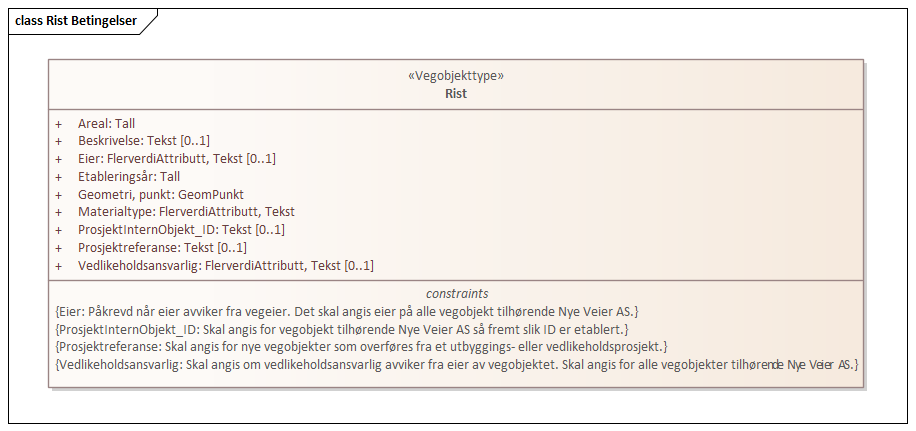 class Rist Betingelser
«Vegobjekttype»
Rist
+ Areal: Tall
+ Beskrivelse: Tekst [0..1]
+ Eier: FlerverdiAttributt, Tekst [0..1]
+ Etableringsår: Tall
+ Geometri, punkt: GeomPunkt
+ Materialtype: FlerverdiAttributt, Tekst
+ ProsjektInternObjekt_ID: Tekst [0..1]
+ Prosjektreferanse: Tekst [0..1]
+ Vedlikeholdsansvarlig: FlerverdiAttributt, Tekst [0..1]
constraints
{Eier: Påkrevd når eier avviker fra vegeier. Det skal angis eier på alle vegobjekt tilhørende Nye Veier AS.}
{ProsjektInternObjekt_ID: Skal angis for vegobjekt tilhørende Nye Veier AS så fremt slik ID er etablert.}
{Prosjektreferanse: Skal angis for nye vegobjekter som overføres fra et utbyggings- eller vedlikeholdsprosjekt.}
{Vedlikeholdsansvarlig: Skal angis om vedlikeholdsansvarlig avviker fra eier av vegobjektet. Skal angis for alle vegobjekter tilhørende Nye Veier AS.}